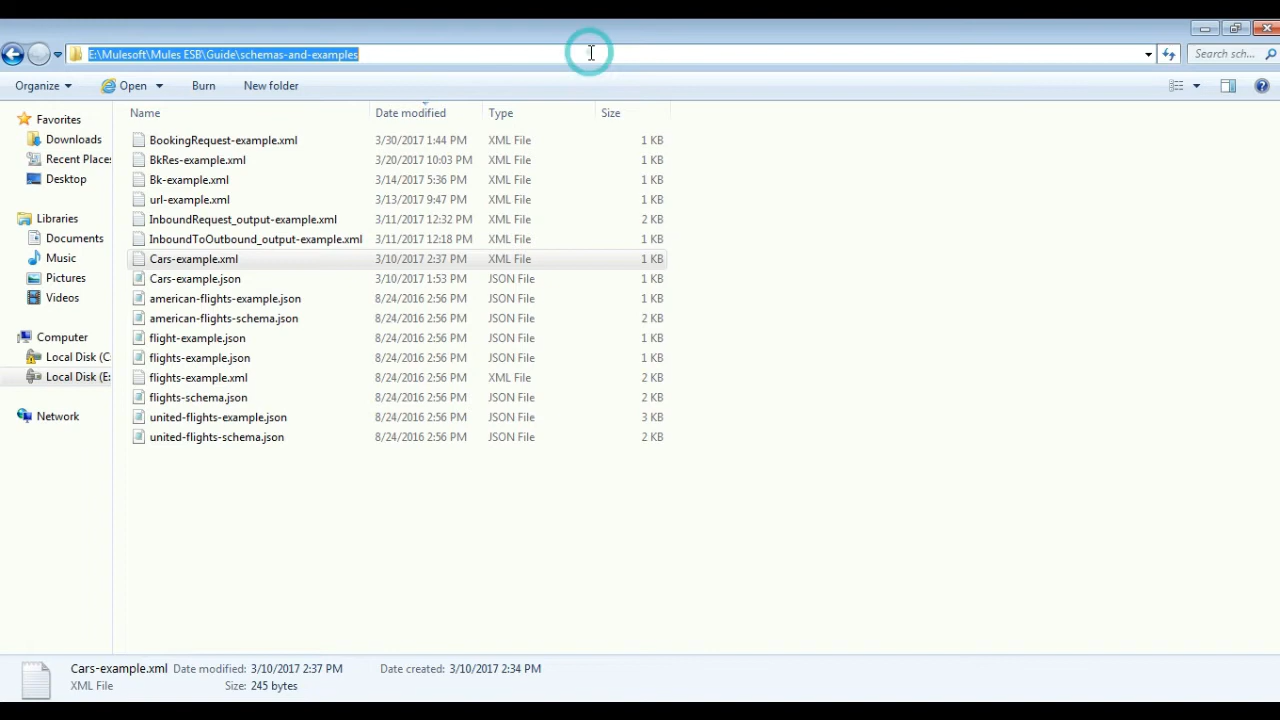 E:\Mulesoft\Mules ESB\Guide\schemas-and-examples
Search sch...
Organize Open Burn New folder
Favorites
Downloads
Recent Places
Desktop
Libraries
Documents
Music
Pictures
Videos
Computer
Local Disk (C
Local Disk (E:
Network
Name Date modified Type Size
BookingRequest-example.xml 3/30/2017 1:44 PM XML File 1 KB
BkRes-example.xml 3/20/2017 10:03 PM XML File 1 KB
Bk-example.xml 3/14/2017 5:36 PM XML File 1 KB
url-example.xml 3/13/2017 9:47 PM XML File 1 KB
InboundRequest_output-example.xml 3/11/2017 12:32 PM XML File 2 KB
InboundToOutbound_output-example.xml 3/11/2017 12:18 PM XML File 1 KB
Cars-example.xml 3/10/2017 2:37 PM XML File 1 KB
Cars-example.json 3/10/2017 1:53 PM JSON File 1 KB
american-flights-example.json 8/24/2016 2:56 PM JSON File 1 KB
american-flights-schema.json 8/24/2016 2:56 PM JSON File 2 KB
flight-example.json 8/24/2016 2:56 PM JSON File 1 KB
flights-example.json 8/24/2016 2:56 PM JSON File 1 KB
flights-example.xml 8/24/2016 2:56 PM XML File 2 KB
flights-schema.json 8/24/2016 2:56 PM JSON File 2 KB
united-flights-example.json 8/24/2016 2:56 PM JSON File 3 KB
united-flights-schema.json 8/24/2016 2:56 PM JSON File 2 KB
Cars-example.xml Date modified: 3/10/2017 2:37 PM Date created: 3/10/2017 2:34 PM
XML File Size: 245 bytes